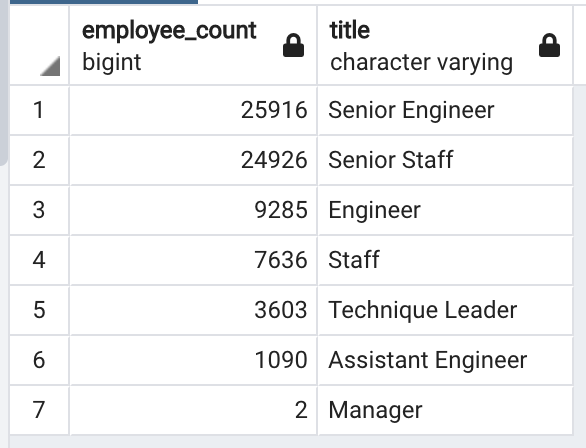 employee_count title
bigint character varying
1 25916 Senior Engineer
2 24926 Senior Staff
3 9285 Engineer
4 7636 Staff
5 3603 Technique Leader
6 1090 Assistant Engineer
7 2 Manager